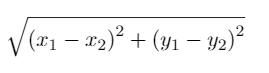 √((x₁ − x₂)² + (y₁ − y₂)²)